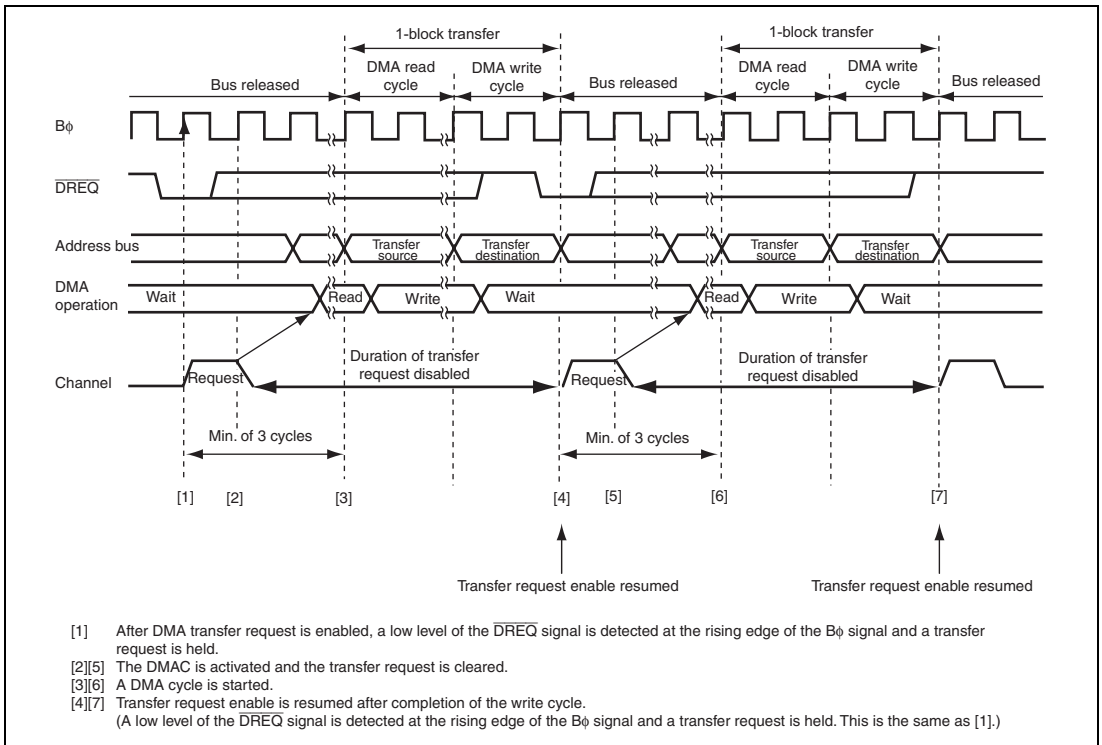 1-block transfer
1-block transfer
Bus released
DMA read cycle
DMA write cycle
Bus released
DMA read cycle
DMA write cycle
Bus released
Bφ
DREQ
Address bus
Transfer source
Transfer destination
Transfer source
Transfer destination
DMA operation
Wait
Read
Write
Wait
Read
Write
Wait
Channel
Request
Duration of transfer request disabled
Request
Duration of transfer request disabled
Min. of 3 cycles
Min. of 3 cycles
[1]
[2]
[3]
[4]
[5]
[6]
[7]
Transfer request enable resumed
Transfer request enable resumed
[1] After DMA transfer request is enabled, a low level of the DREQ signal is detected at the rising edge of the Bφ signal and a transfer
request is held.
[2][5] The DMAC is activated and the transfer request is cleared.
[3][6] A DMA cycle is started.
[4][7] Transfer request enable is resumed after completion of the write cycle.
(A low level of the DREQ signal is detected at the rising edge of the Bφ signal and a transfer request is held. This is the same as [1].)